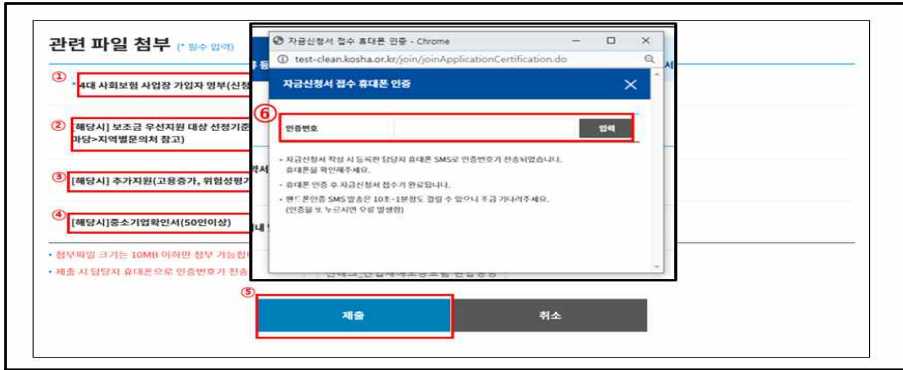 관련 파일 첨부 (* 필수 입력)
자금신청서 접수 휴대폰 인증 - Chrome
test-clean.kosha.or.kr/join/joinApplicationCertification.do
자금신청서 접수 휴대폰 인증
① * 4대 사회보험 사업장 가입자 명부(신청
⑥ 인증번호 입력
② [해당시] 보조금 우선지원 대상 선정기준
마당>지역별문의처 참고)
- 자금신청서 작성 시 등록한 담당자 휴대폰 SMS로 인증번호가 전송되었습니다.
휴대폰을 확인해주세요.
③ [해당시] 추가지원(고용증가, 위험성평가
- 휴대폰 인증 후 자금신청서 접수가 완료됩니다.
- 핸드폰인증 SMS 발송은 10초~1분정도 걸릴 수 있으니 조금 기다려주세요.
(인증을 또 누르시면 오류 발생함)
④ [해당시]중소기업확인서(50인이상)
• 첨부파일 크기는 10MB 이하만 첨부 가능합
• 제출 시 담당자 휴대폰으로 인증번호가 전송
⑤ 제출
취소